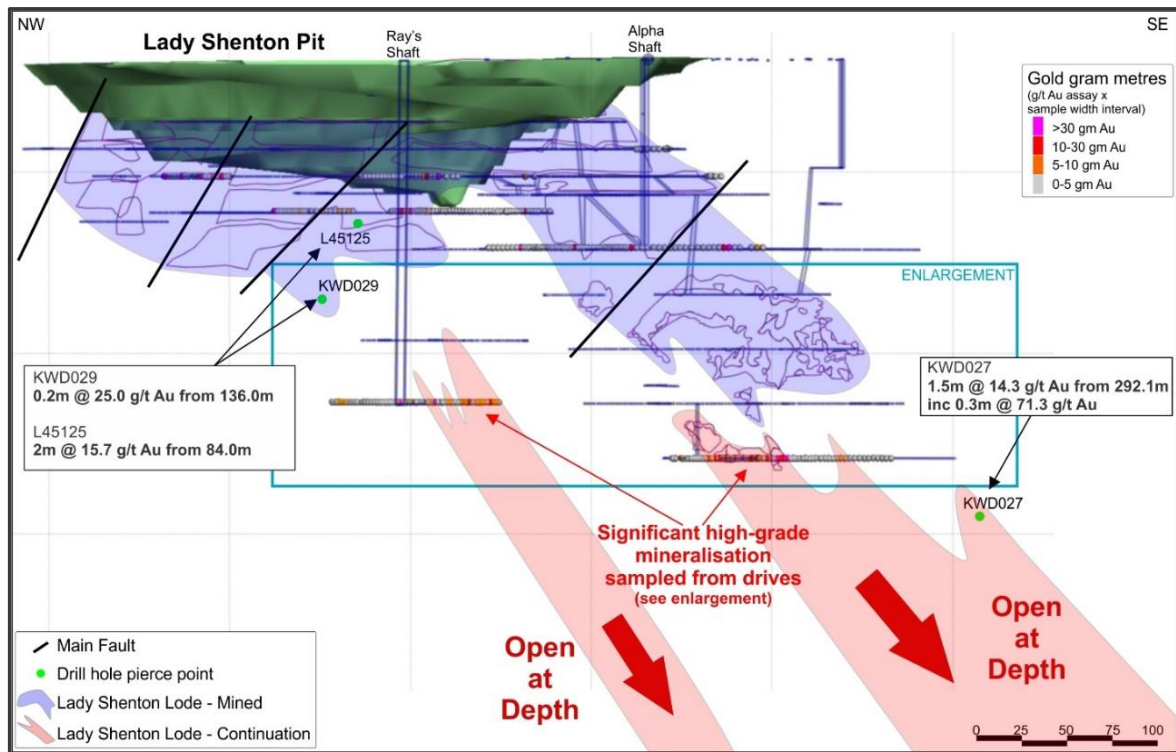 NW
SE
Lady Shenton Pit
Ray's
Shaft
Alpha
Shaft
Gold gram metres
(g/t Au assay x
sample width interval)
>30 gm Au
10-30 gm Au
5-10 gm Au
0-5 gm Au
L45125
ENLARGEMENT
KWD029
KWD029
0.2m @ 25.0 g/t Au from 136.0m
L45125
2m @ 15.7 g/t Au from 84.0m
KWD027
1.5m @ 14.3 g/t Au from 292.1m
inc 0.3m @ 71.3 g/t Au
KWD027
Significant high-grade
mineralisation
sampled from drives
(see enlargement)
Open
at
Depth
Open
at
Depth
Main Fault
Drill hole pierce point
Lady Shenton Lode - Mined
Lady Shenton Lode - Continuation
0 25 50 75 100